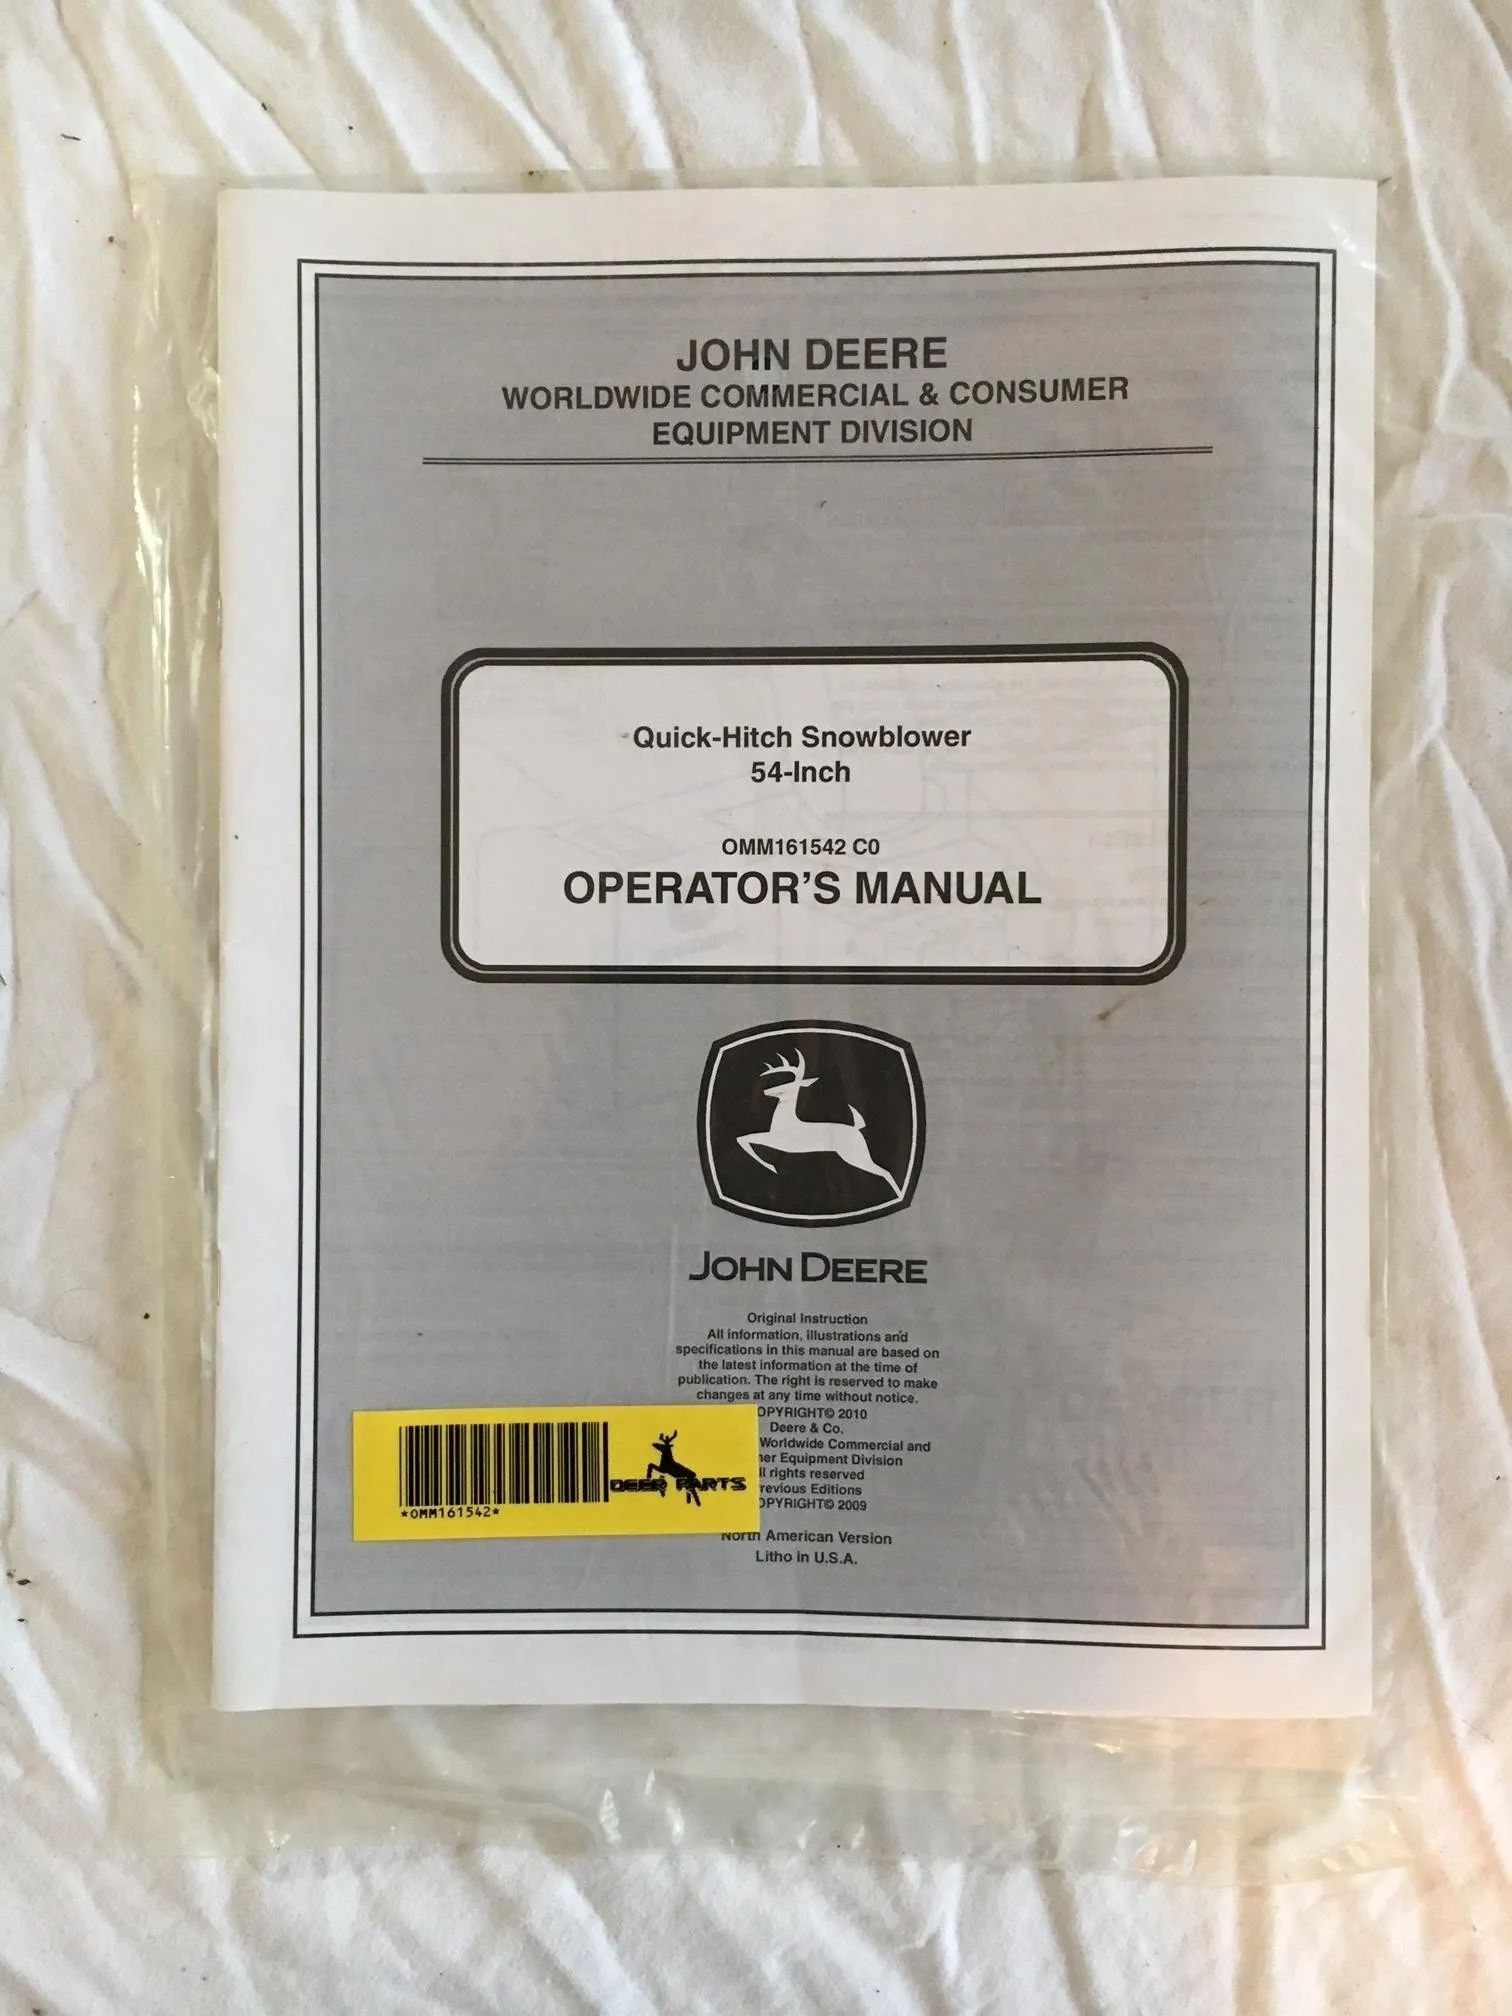 JOHN DEERE
WORLDWIDE COMMERCIAL & CONSUMER
EQUIPMENT DIVISION
Quick-Hitch Snowblower
54-Inch
OMM161542 C0
OPERATOR'S MANUAL
JOHN DEERE
Original Instruction
All information, illustrations and
specifications in this manual are based on
the latest information at the time of
publication. The right is reserved to make
changes at any time without notice.
OPYRIGHT© 2010
Deere & Co.
Worldwide Commercial and
er Equipment Division
ll rights reserved
revious Editions
OPYRIGHT© 2009
North American Version
Litho in U.S.A.
*OMM161542*
DEER PARTS